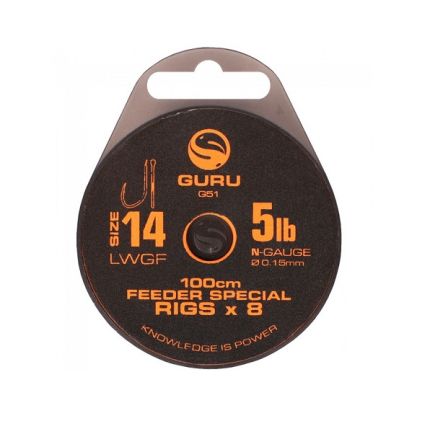 GURU
G51
SIZE 14
LWGF
5lb
N-GAUGE
Ø 0.15mm
100cm
FEEDER SPECIAL
RIGS x 8
KNOWLEDGE IS POWER